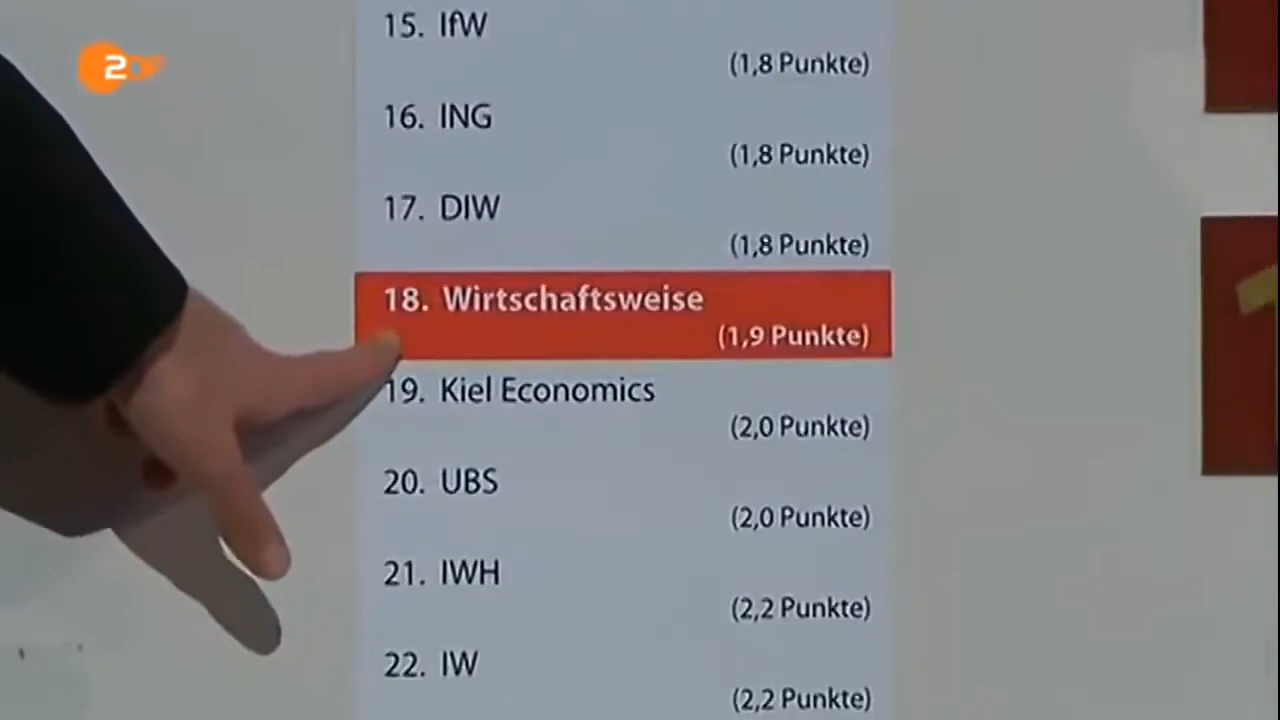 2
15. IfW
(1,8 Punkte)
16. ING
(1,8 Punkte)
17. DIW
(1,8 Punkte)
18. Wirtschaftsweise
(1,9 Punkte)
19. Kiel Economics
(2,0 Punkte)
20. UBS
(2,0 Punkte)
21. IWH
(2,2 Punkte)
22. IW
(2,2 Punkte)